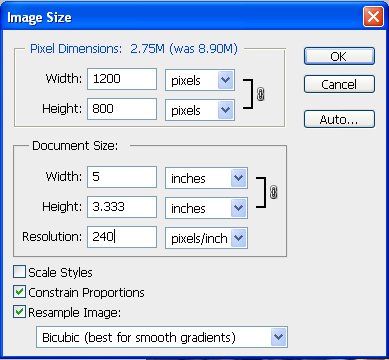 Image Size
Pixel Dimensions: 2.75M (was 8.90M)
OK
Width: 1200 pixels
Cancel
Height: 800 pixels
Auto...
Document Size:
Width: 5 inches
Height: 3.333 inches
Resolution: 240 pixels/inch
Scale Styles
Constrain Proportions
Resample Image:
Bicubic (best for smooth gradients)